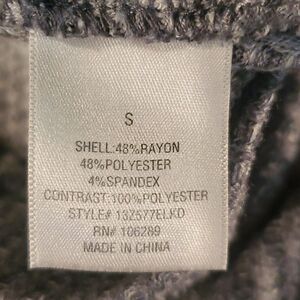 S
SHELL:48%RAYON
48%POLYESTER
4%SPANDEX
CONTRAST:100%POLYESTER
STYLE# 13Z577ELKD
RN# 106289
MADE IN CHINA